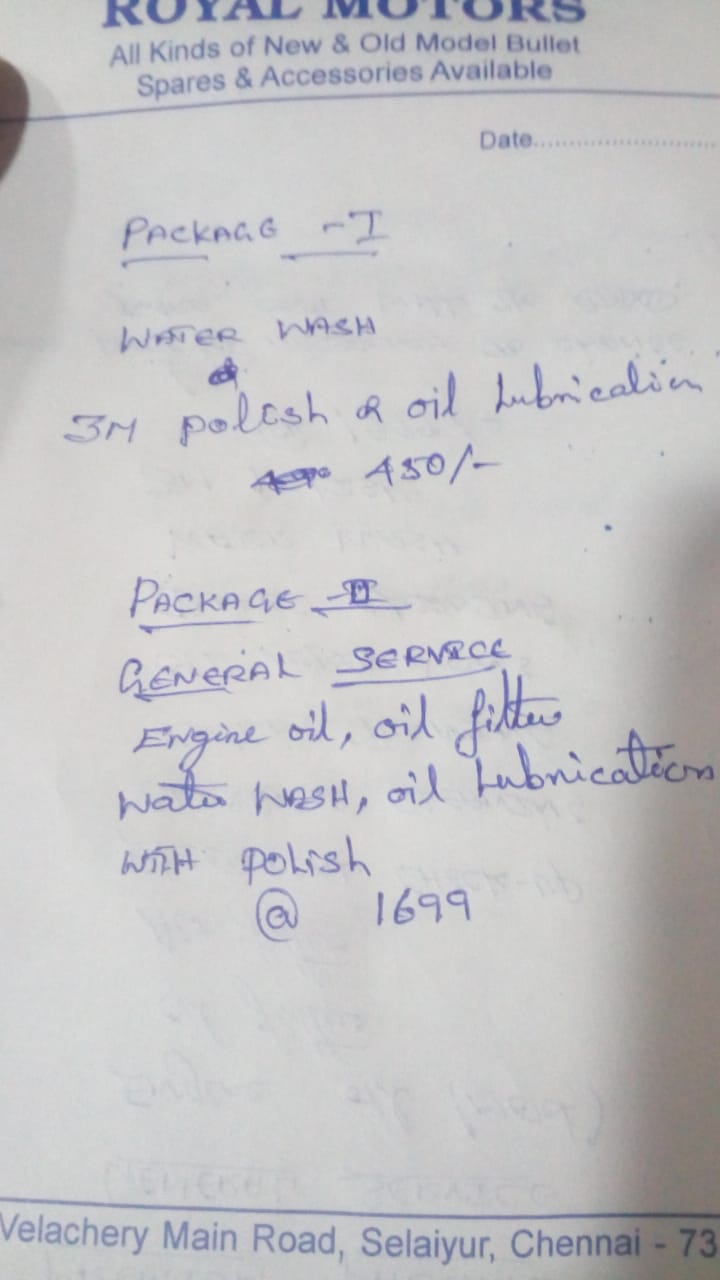 ROYAL MOTORS
All Kinds of New & Old Model Bullet
Spares & Accessories Available
Date..............................
PACKAGE -I
WATER WASH
3M polish & oil Lubrication
450/-
PACKAGE - II
GENERAL SERVICE
Engine oil, oil filter
Water WASH, oil Lubrication
WITH polish
@ 1699
Velachery Main Road, Selaiyur, Chennai - 73